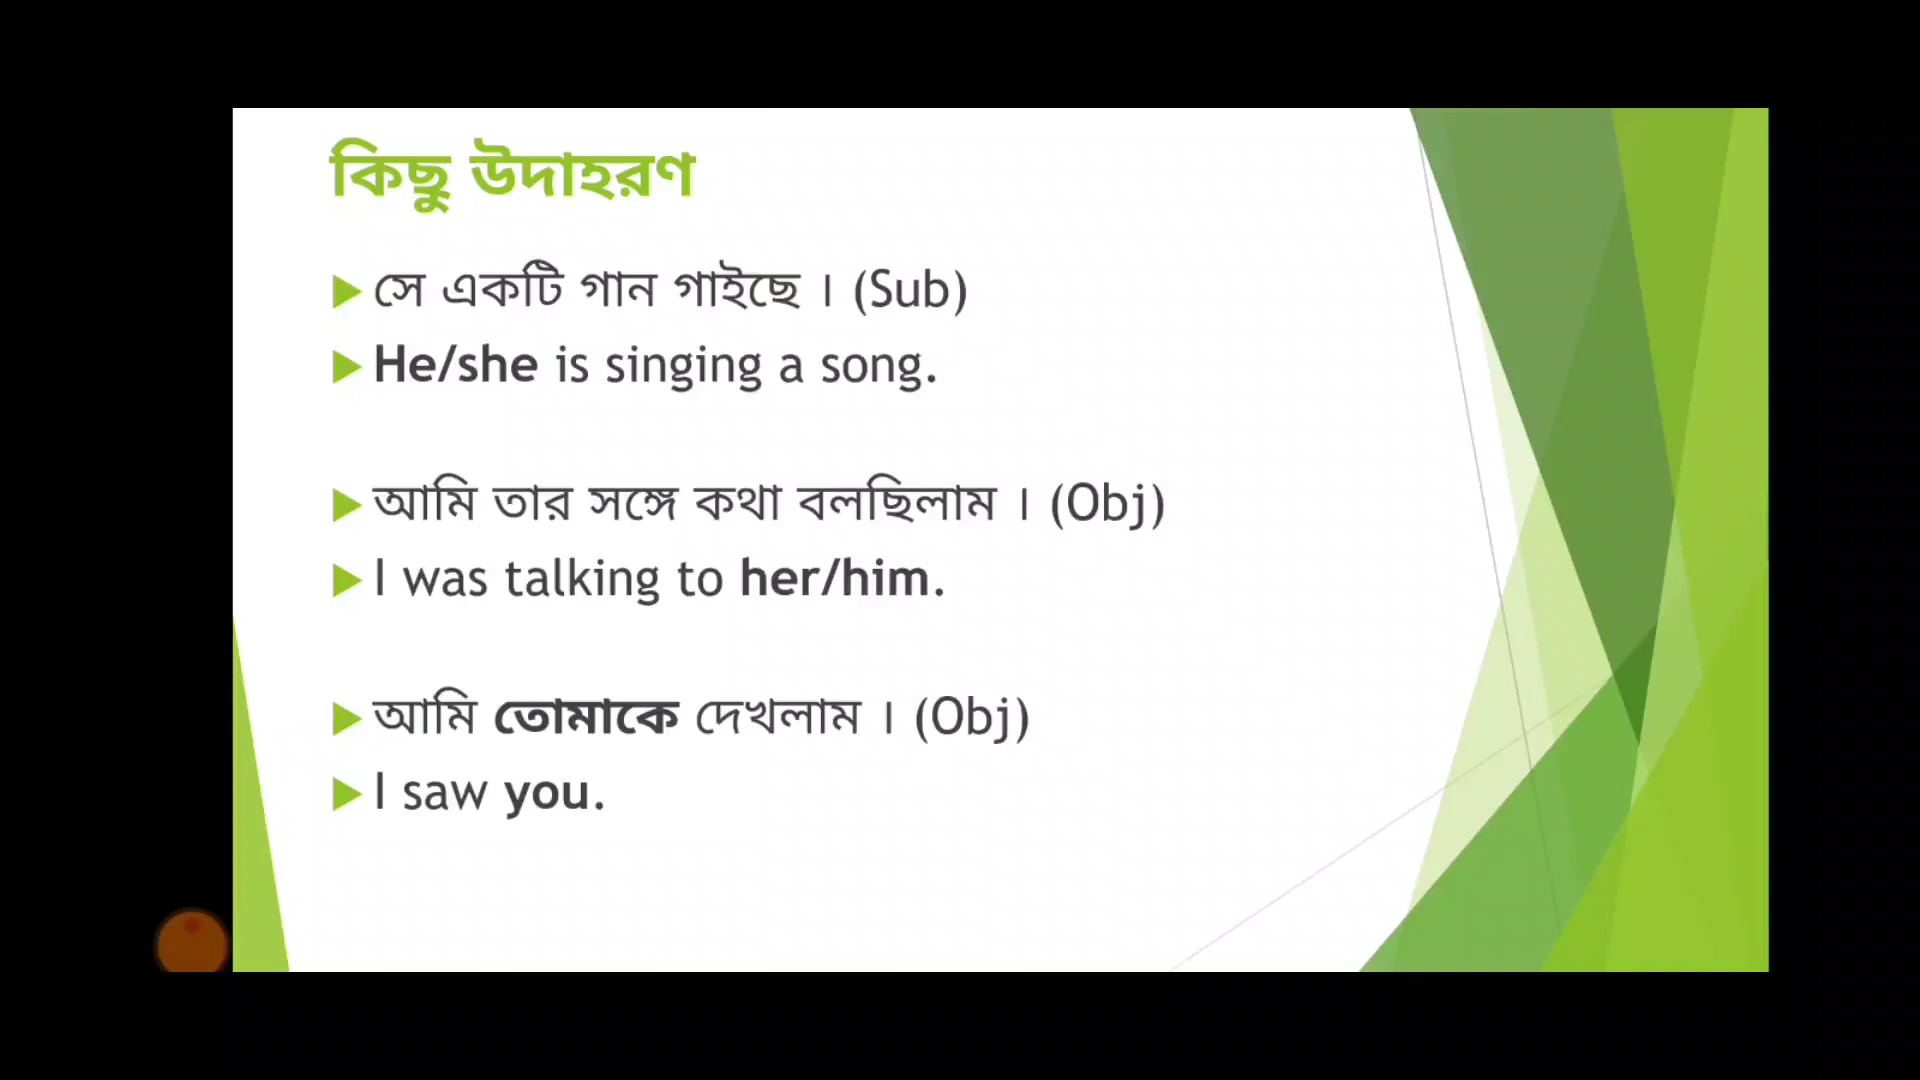 কিছু উদাহরণ
সে একটি গান গাইছে । (Sub)
He/she is singing a song.
আমি তার সঙ্গে কথা বলছিলাম । (Obj)
I was talking to her/him.
আমি তোমাকে দেখলাম । (Obj)
I saw you.